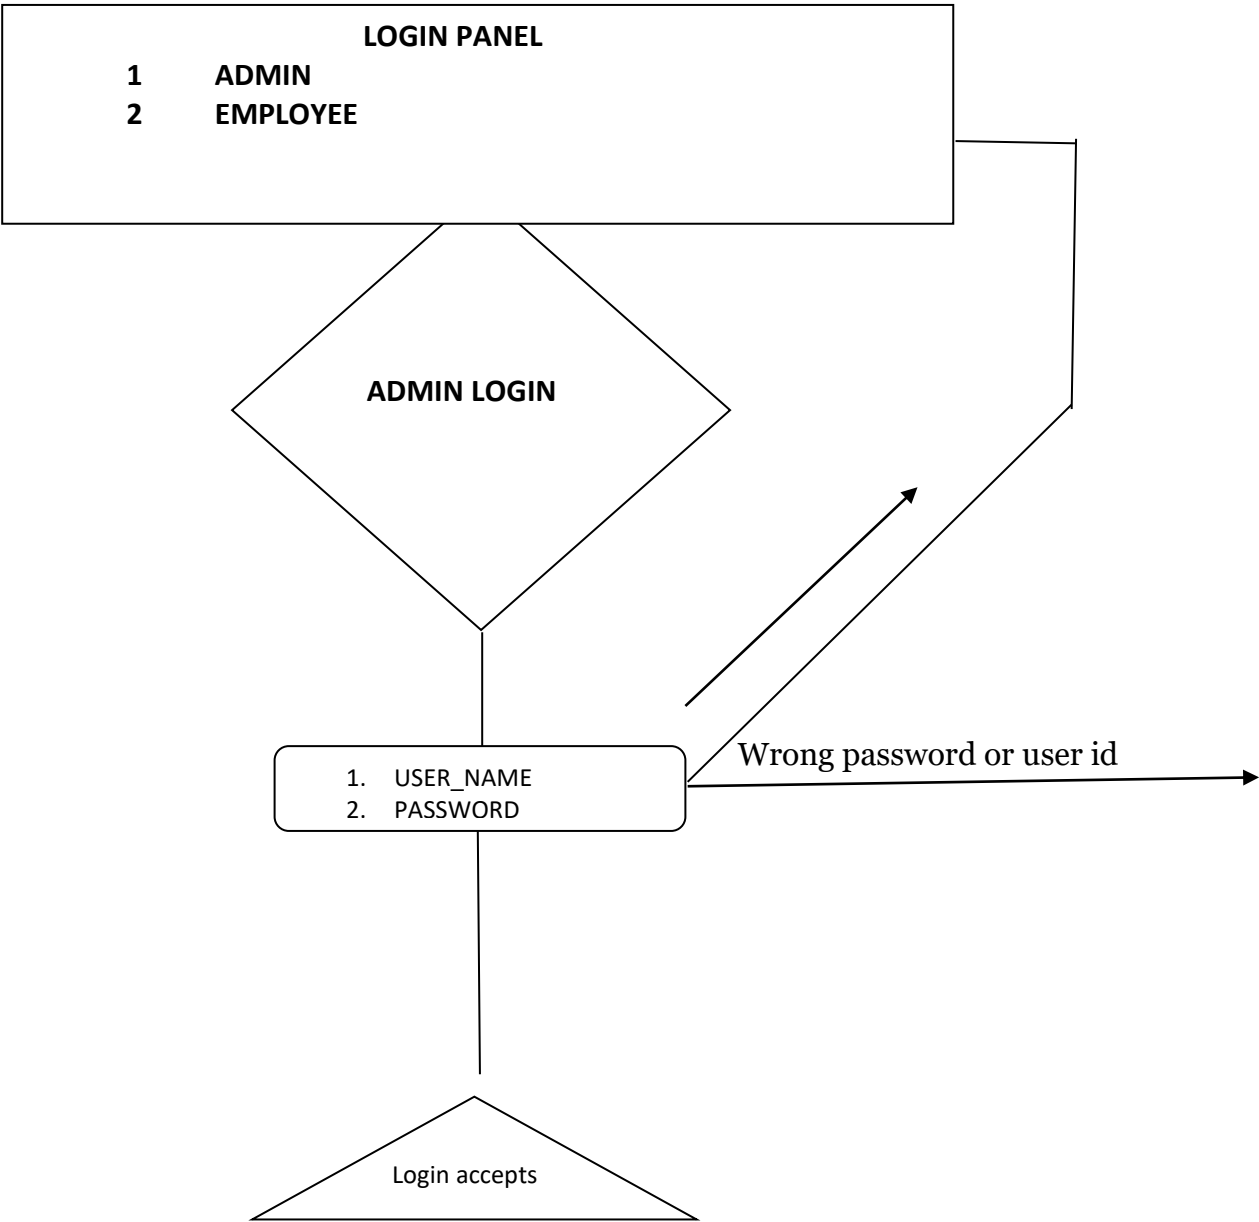 LOGIN PANEL
1 ADMIN
2 EMPLOYEE
ADMIN LOGIN
Wrong password or user id
1. USER_NAME
2. PASSWORD
Login accepts